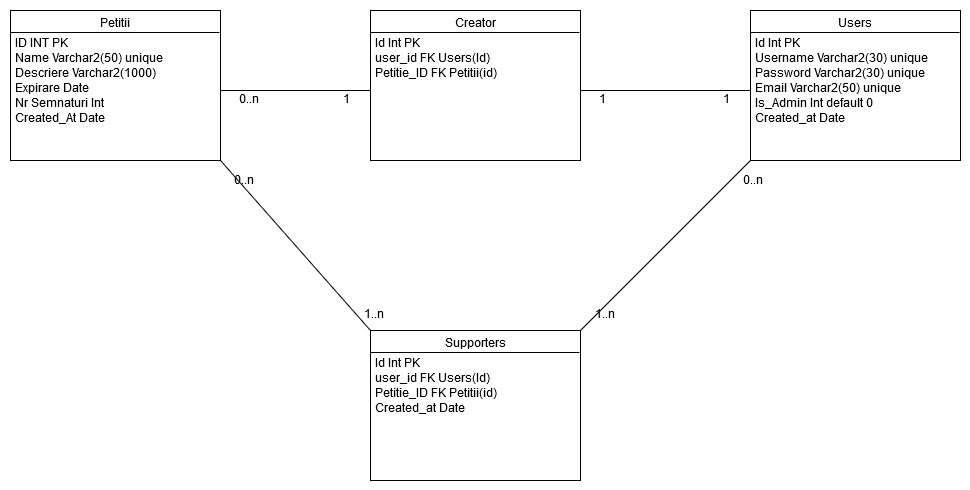 Petitii
ID INT PK
Name Varchar2(50) unique
Descriere Varchar2(1000)
Expirare Date
Nr Semnaturi Int
Created_At Date
0..n
1
Creator
Id Int PK
user_id FK Users(Id)
Petitie_ID FK Petitii(id)
1
1
Users
Id Int PK
Username Varchar2(30) unique
Password Varchar2(30) unique
Email Varchar2(50) unique
Is_Admin Int default 0
Created_at Date
0..n
0..n
1..n
1..n
Supporters
Id Int PK
user_id FK Users(Id)
Petitie_ID FK Petitii(id)
Created_at Date